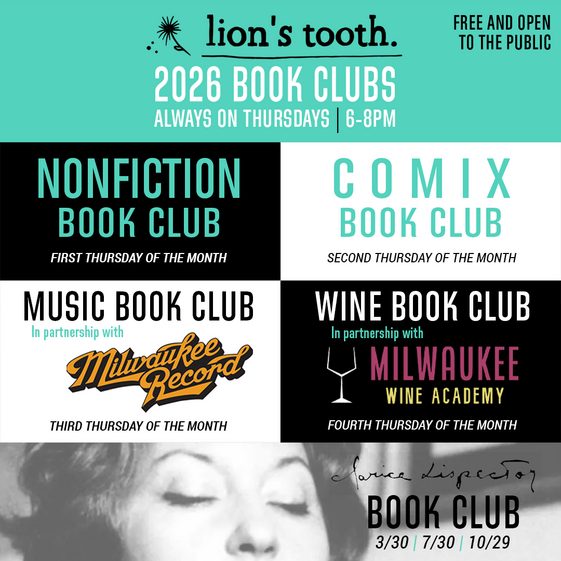 lion's tooth.
FREE AND OPEN
TO THE PUBLIC
2026 BOOK CLUBS
ALWAYS ON THURSDAYS | 6-8PM
NONFICTION
BOOK CLUB
FIRST THURSDAY OF THE MONTH
COMIX
BOOK CLUB
SECOND THURSDAY OF THE MONTH
MUSIC BOOK CLUB
In partnership with
Milwaukee
Record
THIRD THURSDAY OF THE MONTH
WINE BOOK CLUB
In partnership with
MILWAUKEE
WINE ACADEMY
FOURTH THURSDAY OF THE MONTH
Clarice Lispector
BOOK CLUB
3/30 | 7/30 | 10/29